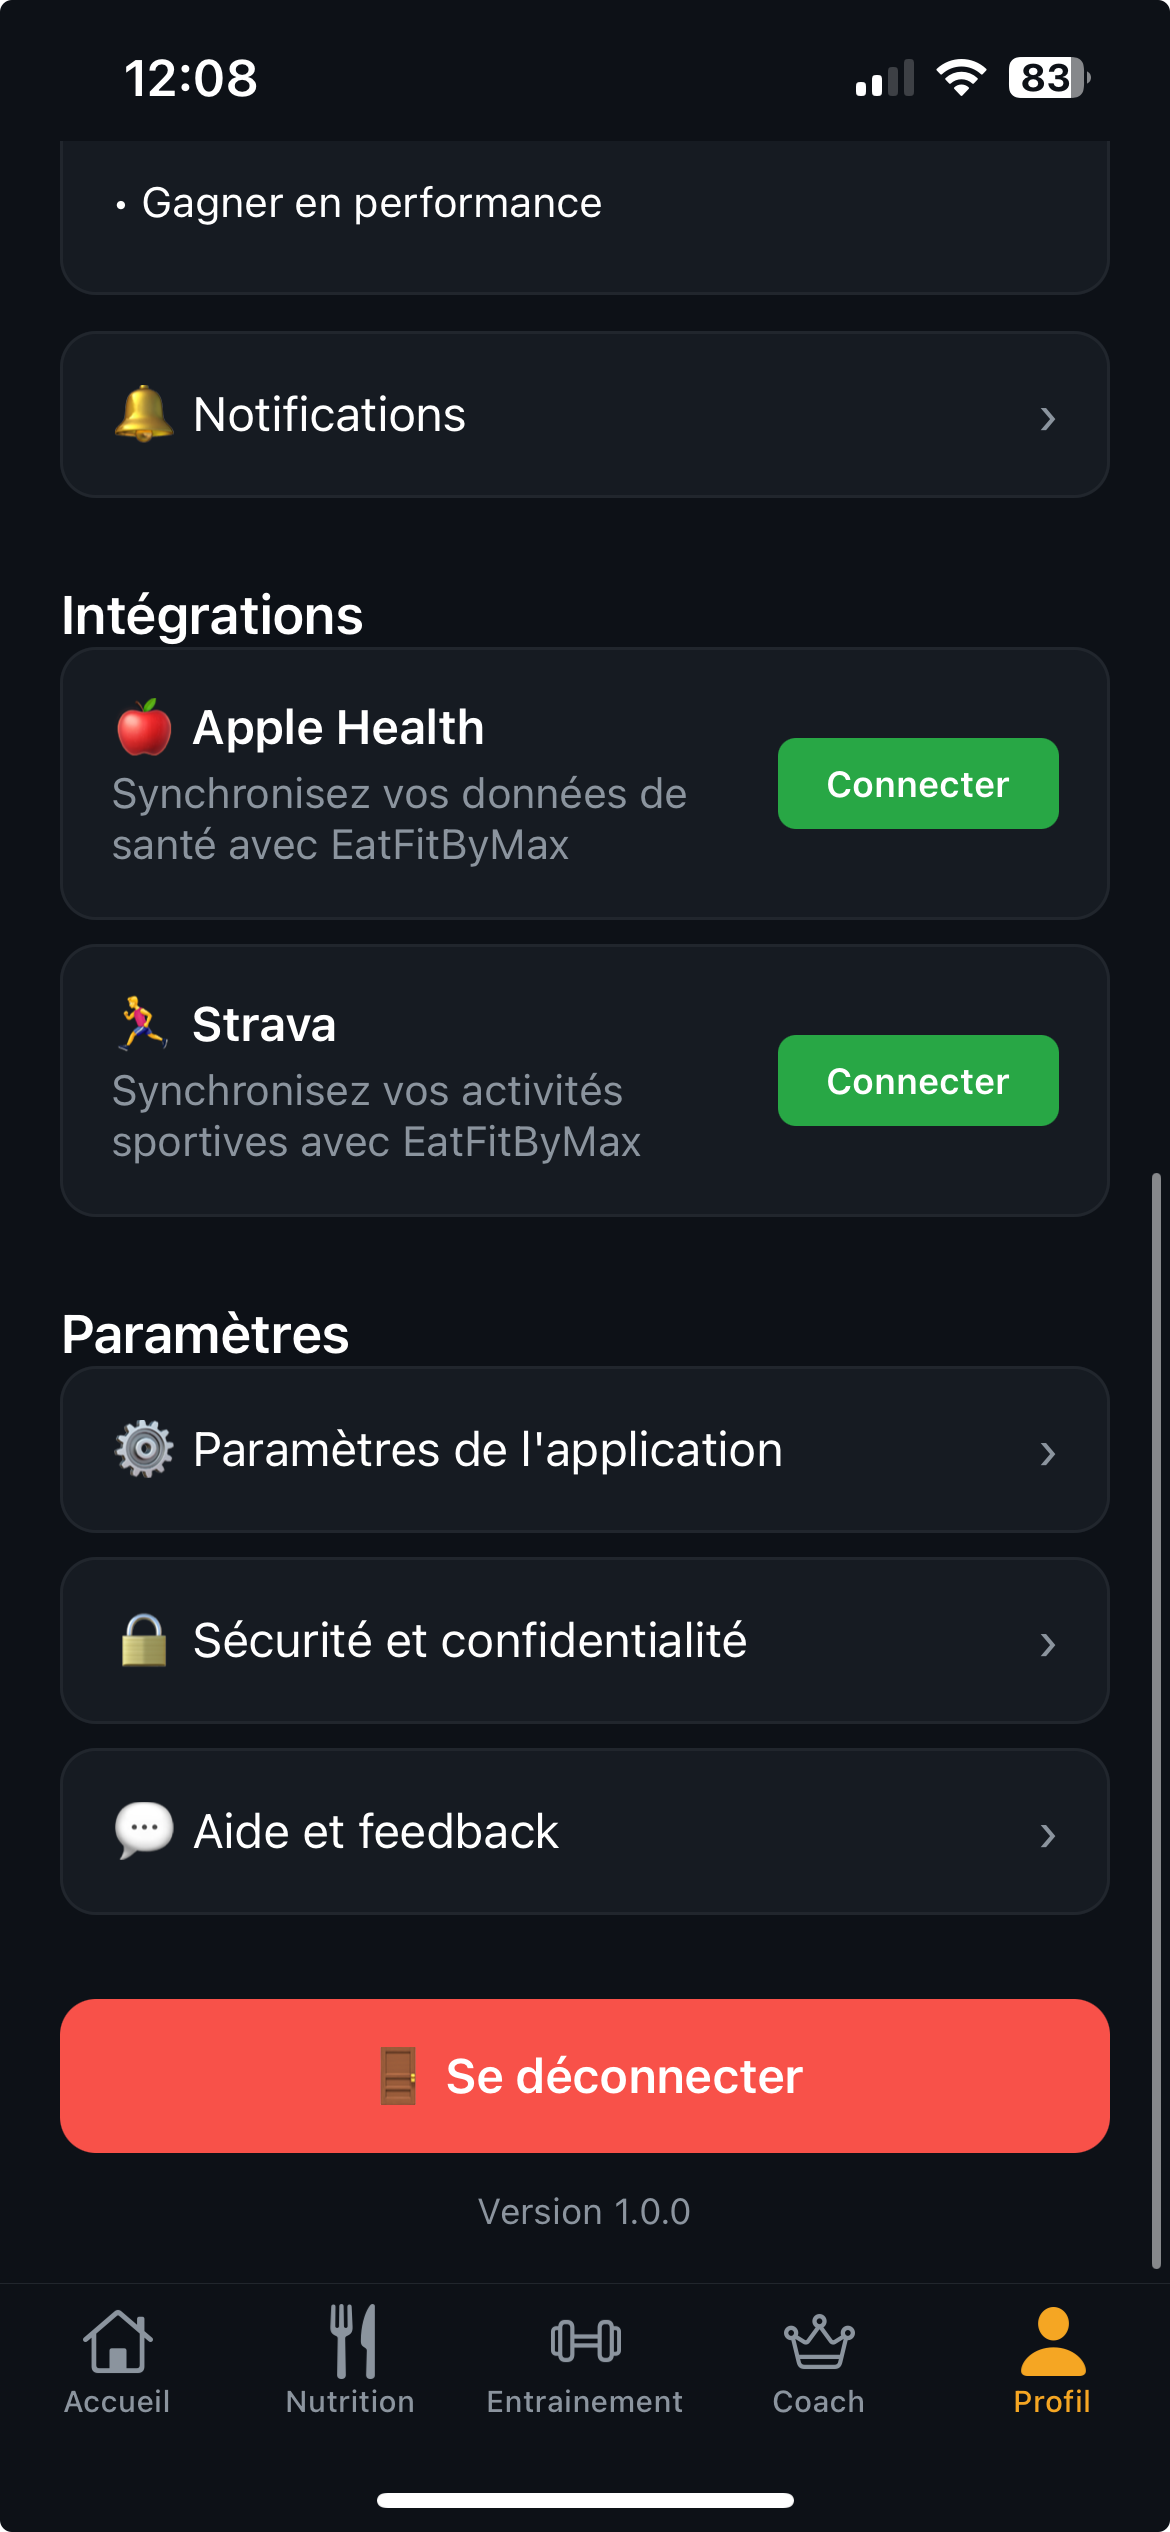 12:08
83
• Gagner en performance
Notifications
Intégrations
Apple Health
Synchronisez vos données de
santé avec EatFitByMax
Connecter
Strava
Synchronisez vos activités
sportives avec EatFitByMax
Connecter
Paramètres
Paramètres de l'application
Sécurité et confidentialité
Aide et feedback
Se déconnecter
Version 1.0.0
Accueil
Nutrition
Entrainement
Coach
Profil